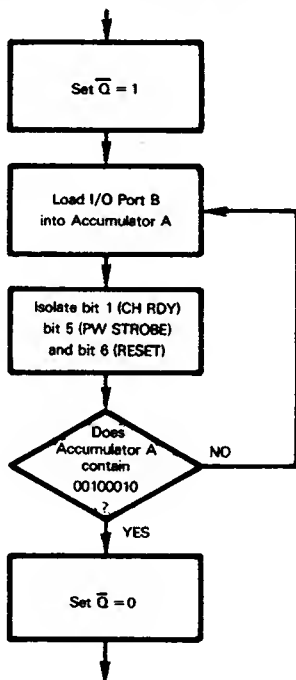 Set Q̅ = 1
Load I/O Port B
into Accumulator A
Isolate bit 1 (CH RDY)
bit 5 (PW STROBE)
and bit 6 (RESET)
Does
Accumulator A
contain
00100010
?
NO
YES
Set Q̅ = 0